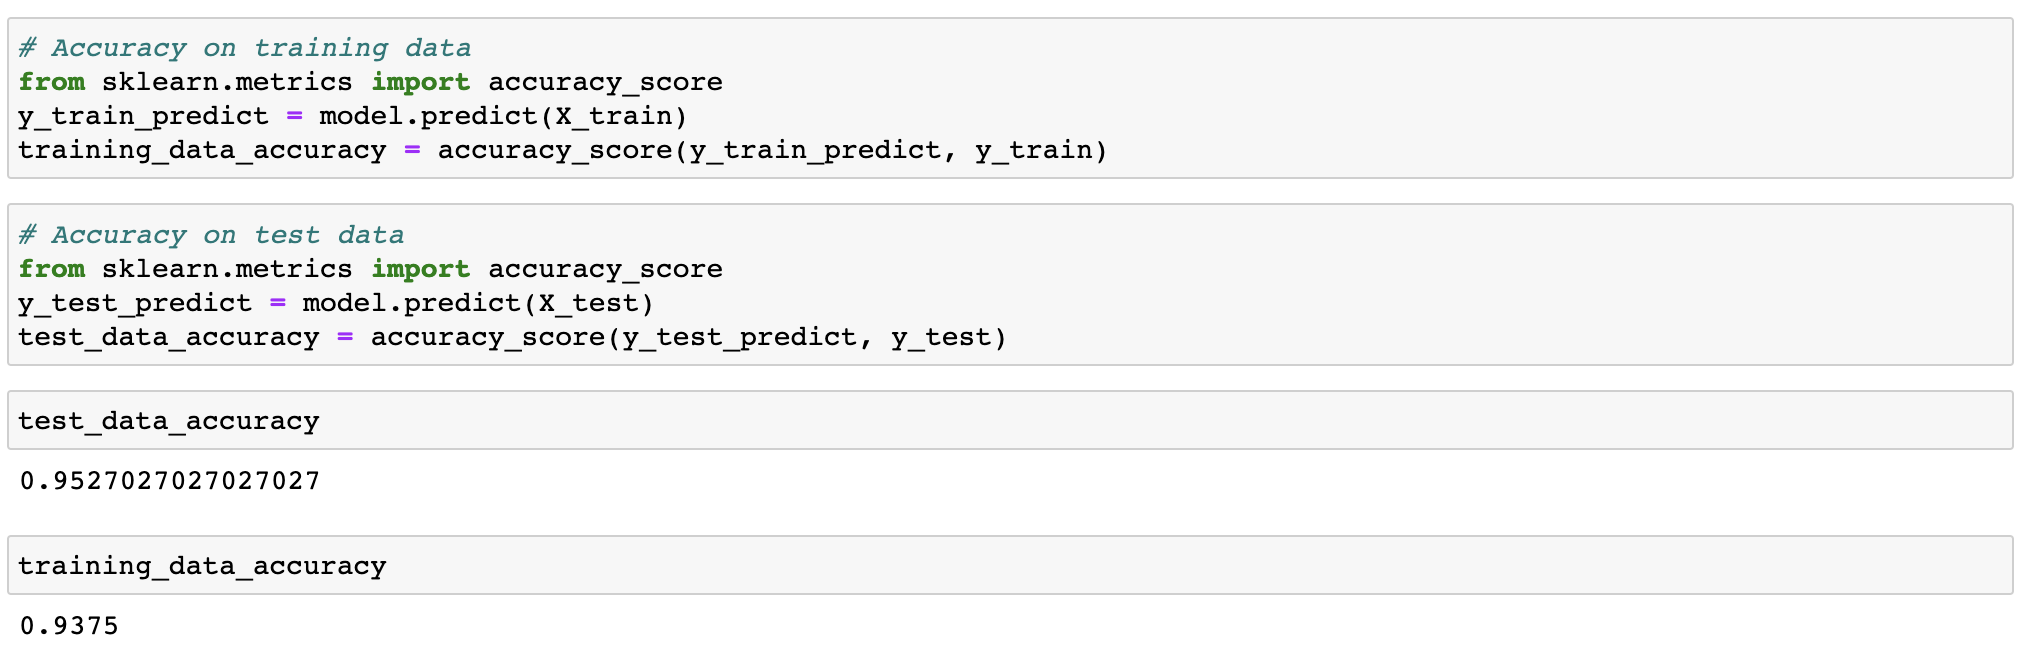 # Accuracy on training data
from sklearn.metrics import accuracy_score
y_train_predict = model.predict(X_train)
training_data_accuracy = accuracy_score(y_train_predict, y_train)
# Accuracy on test data
from sklearn.metrics import accuracy_score
y_test_predict = model.predict(X_test)
test_data_accuracy = accuracy_score(y_test_predict, y_test)
test_data_accuracy
0.9527027027027027
training_data_accuracy
0.9375